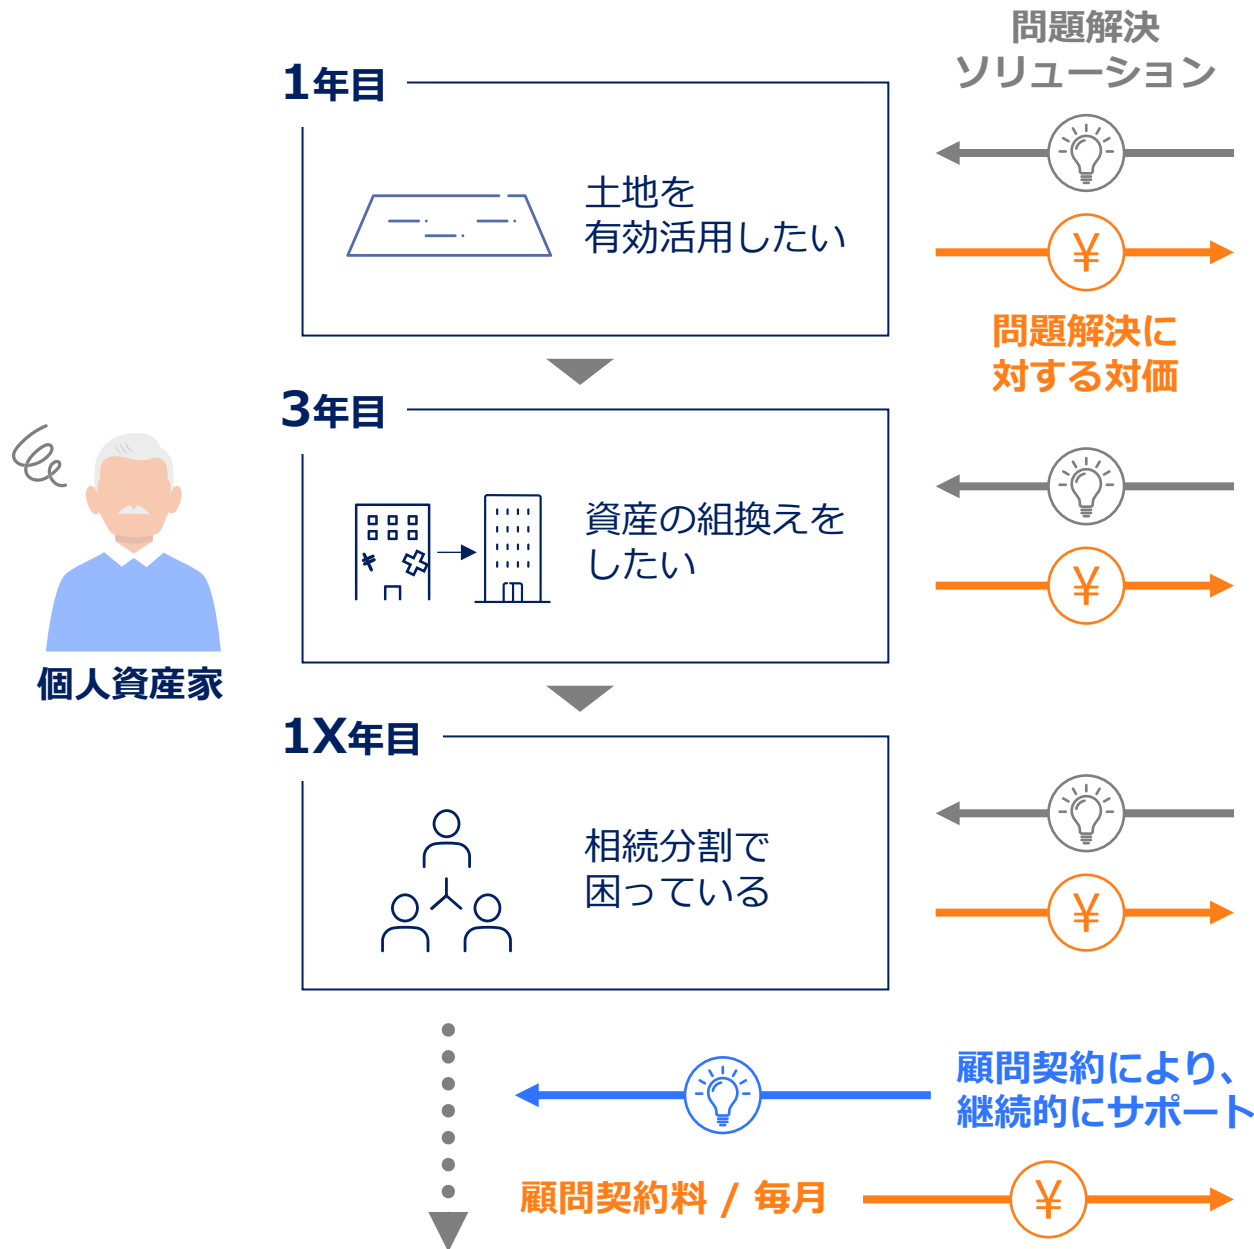 問題解決
ソリューション
1年目
土地を
有効活用したい
¥
問題解決に
対する対価
3年目
資産の組換えを
したい
¥
個人資産家
1X年目
相続分割で
困っている
¥
顧問契約により、
継続的にサポート
顧問契約料 / 毎月
¥